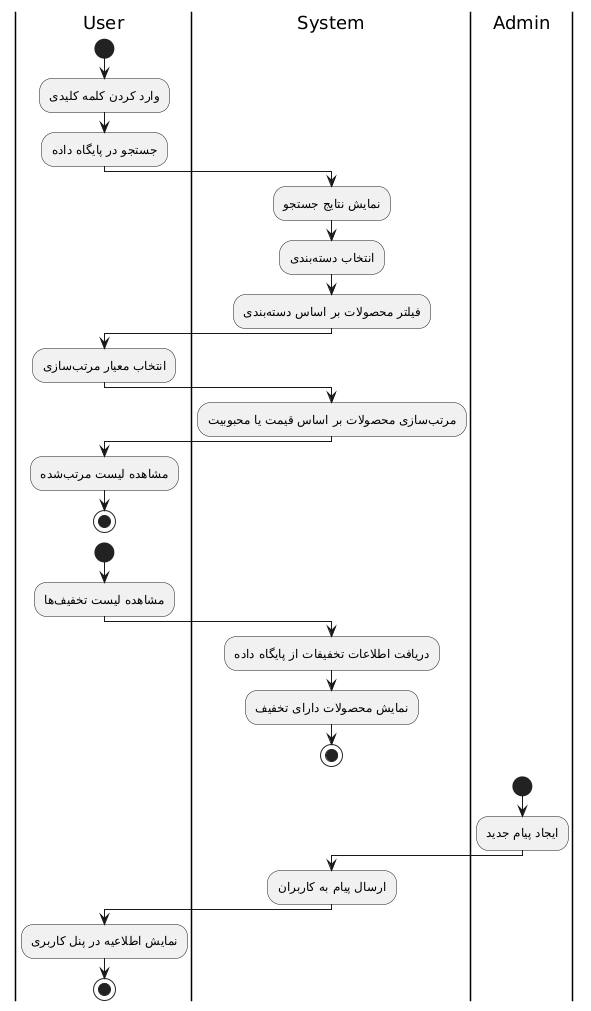 User
System
Admin
وارد کردن کلمه کلیدی
جستجو در پایگاه داده
نمایش نتایج جستجو
انتخاب دسته‌بندی
فیلتر محصولات بر اساس دسته‌بندی
انتخاب معیار مرتب‌سازی
مرتب‌سازی محصولات بر اساس قیمت یا محبوبیت
مشاهده لیست مرتب‌شده
مشاهده لیست تخفیف‌ها
دریافت اطلاعات تخفیفات از پایگاه داده
نمایش محصولات دارای تخفیف
ایجاد پیام جدید
ارسال پیام به کاربران
نمایش اطلاعیه در پنل کاربری